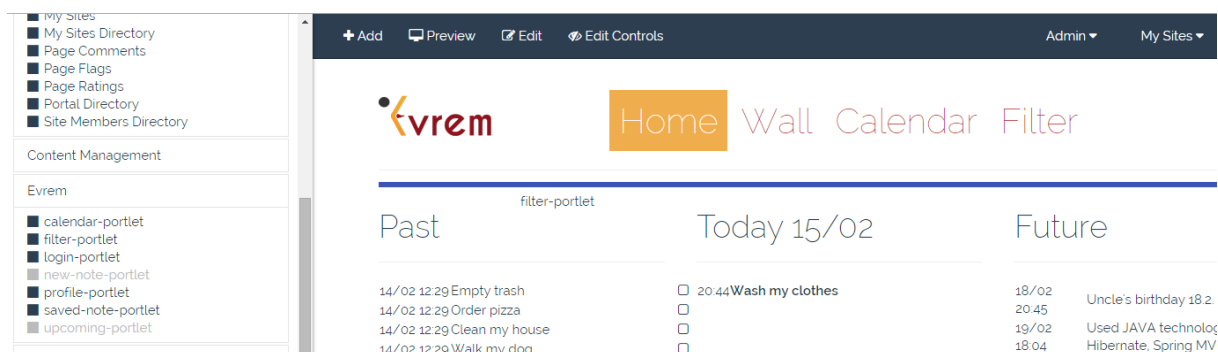 My Sites
My Sites Directory
Page Comments
Page Flags
Page Ratings
Portal Directory
Site Members Directory
Content Management
Evrem
calendar-portlet
filter-portlet
login-portlet
new-note-portlet
profile-portlet
saved-note-portlet
upcoming-portlet
Add Preview Edit Edit Controls Admin My Sites
Evrem
Home Wall Calendar Filter
filter-portlet
Past
14/02 12:29 Empty trash
14/02 12:29 Order pizza
14/02 12:29 Clean my house
14/02 12:29 Walk my dog
Today 15/02
20:44 Wash my clothes
Future
18/02
20:45
Uncle's birthday 18.2.
19/02
18:04
Used JAVA technolog
Hibernate, Spring MV